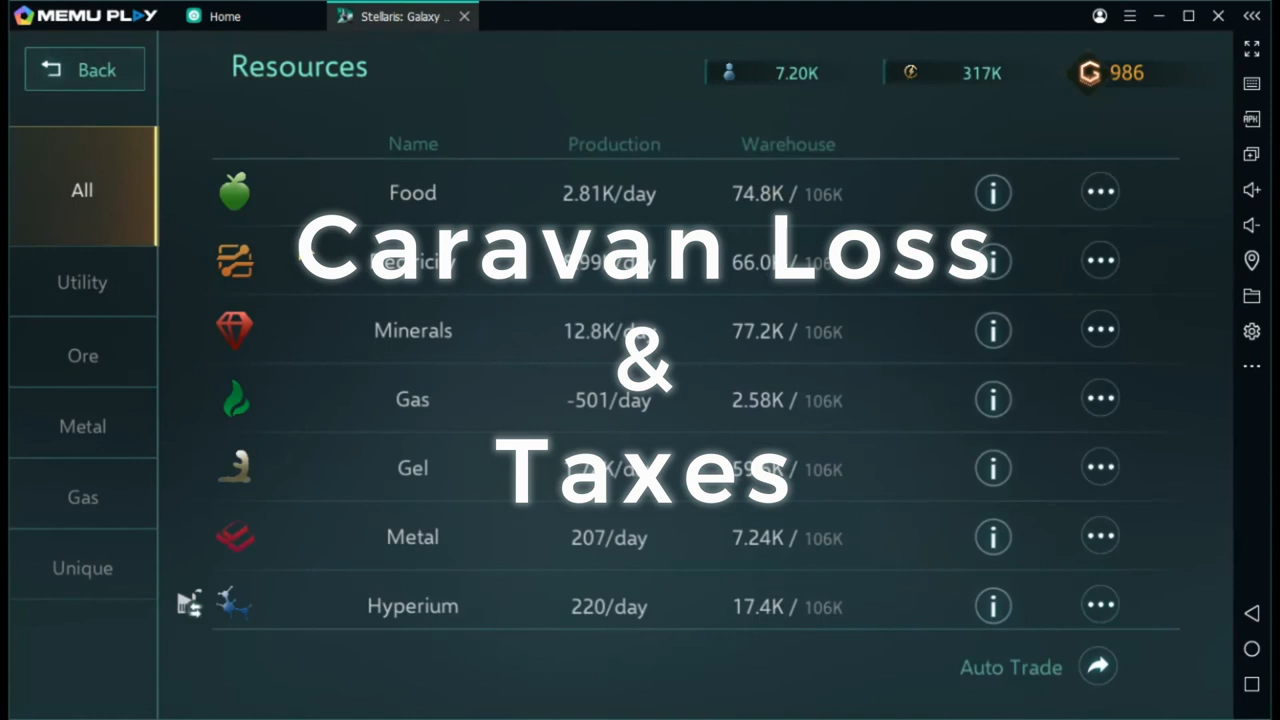 MEMU PLAY
Home
Stellaris: Galaxy ..
Back
Resources
7.20K
317K
986
All
Utility
Ore
Metal
Gas
Unique
Name Production Warehouse
Food 2.81K/day 74.8K / 106K
Caravan Loss
&
Taxes
Minerals 12.8K/day 77.2K / 106K
Gas -501/day 2.58K / 106K
Gel
Metal 207/day 7.24K / 106K
Hyperium 220/day 17.4K / 106K
Auto Trade
APK